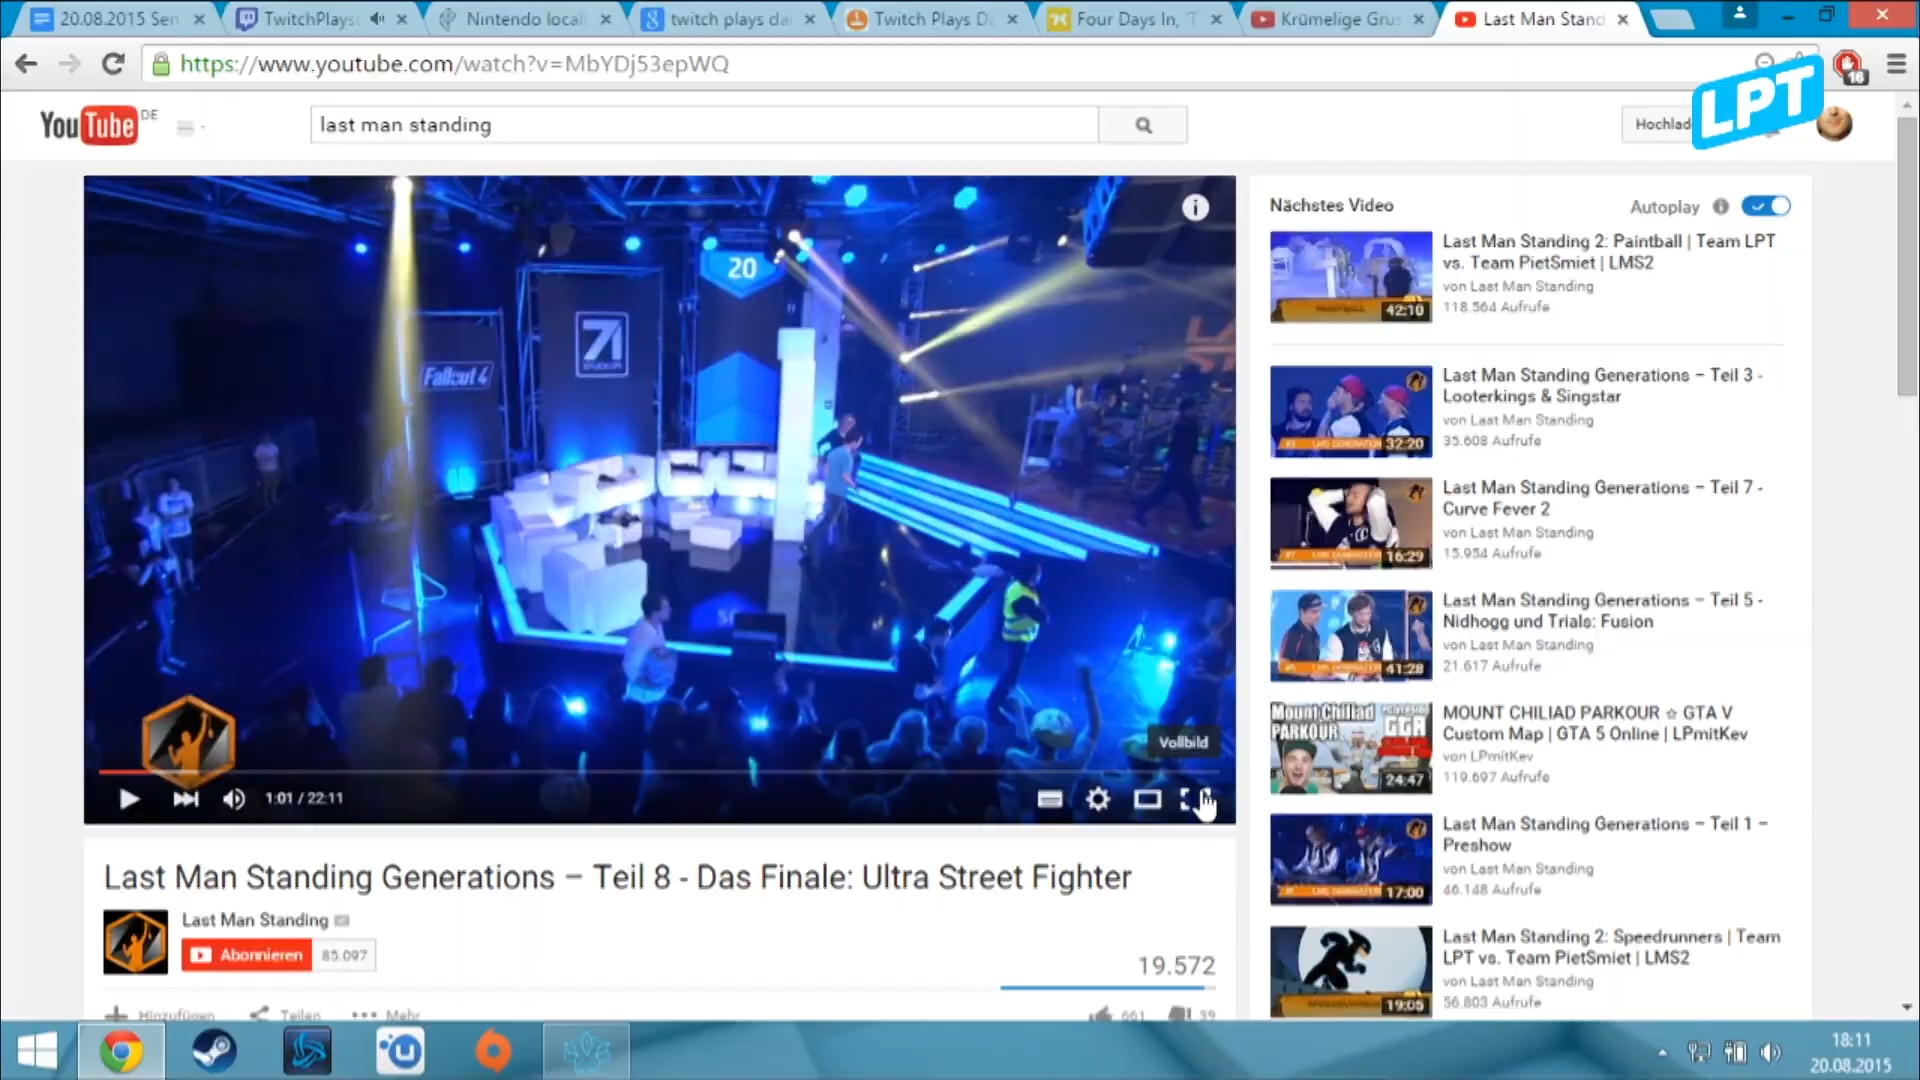 20.08.2015 Sen
TwitchPlays
Nintendo locali
twitch plays da
Twitch Plays D
Four Days In, 'T
Krümelige Grus
Last Man Stand
https://www.youtube.com/watch?v=MbYDj53epWQ
16
LPT
YouTube DE
last man standing
Hochlad
20
Fallout 4
Vollbild
1:01 / 22:11
Last Man Standing Generations – Teil 8 - Das Finale: Ultra Street Fighter
Last Man Standing
Abonnieren 85.097
19.572
Hinzufügen Teilen Mehr
661 39
Nächstes Video
Autoplay
Last Man Standing 2: Paintball | Team LPT
vs. Team PietSmiet | LMS2
von Last Man Standing
118.564 Aufrufe
42:10
Last Man Standing Generations – Teil 3 -
Looterkings & Singstar
von Last Man Standing
35.608 Aufrufe
32:20
Last Man Standing Generations – Teil 7 -
Curve Fever 2
von Last Man Standing
15.954 Aufrufe
16:29
Last Man Standing Generations – Teil 5 -
Nidhogg und Trials: Fusion
von Last Man Standing
21.617 Aufrufe
41:28
Mount Chiliad
PARKOUR
MOUNT CHILIAD PARKOUR ☆ GTA V
Custom Map | GTA 5 Online | LPmitKev
von LPmitKev
119.697 Aufrufe
24:47
Last Man Standing Generations – Teil 1 –
Preshow
von Last Man Standing
46.148 Aufrufe
17:00
Last Man Standing 2: Speedrunners | Team
LPT vs. Team PietSmiet | LMS2
von Last Man Standing
56.803 Aufrufe
19:05
18:11
20.08.2015